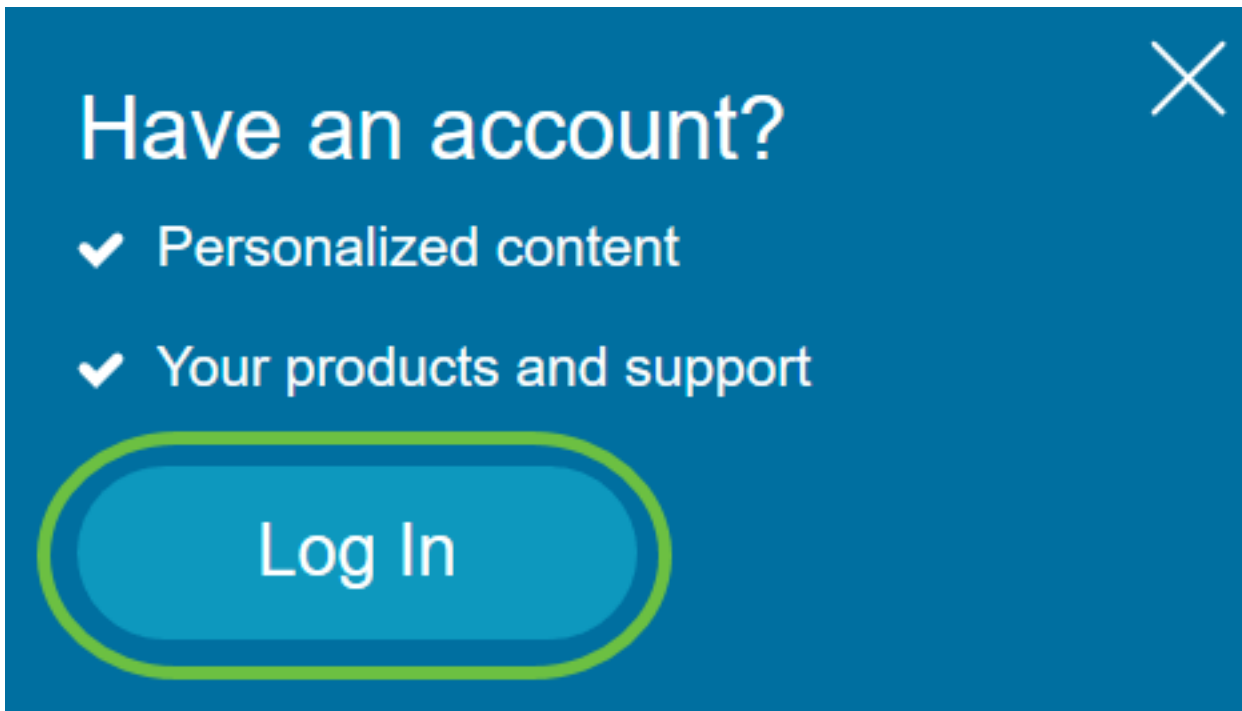 Have an account?
Personalized content
Your products and support
Log In